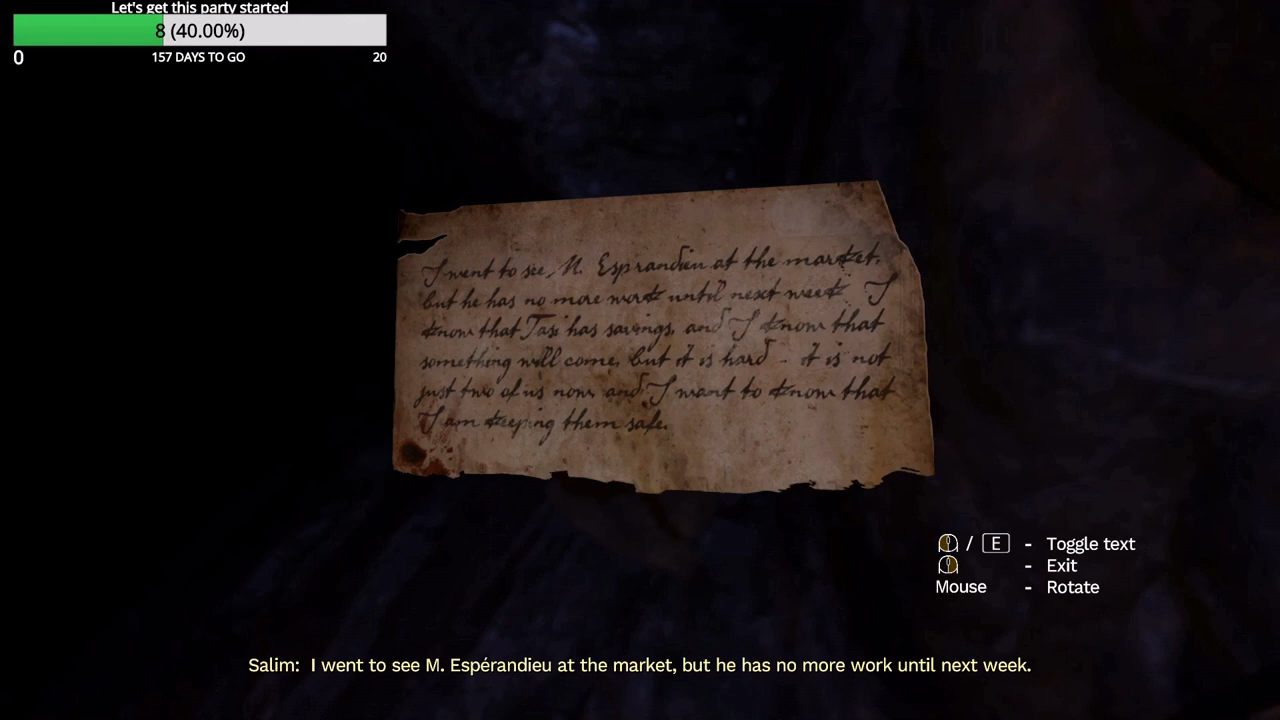 Let's get this party started
8 (40.00%)
0
157 DAYS TO GO
20
I went to see M. Esprandieu at the market,
but he has no more work until next week. I
know that Tasi has savings, and I know that
something will come, but it is hard - it is not
just two of us now, and I want to know that
I am keeping them safe.
/ E - Toggle text
- Exit
Mouse - Rotate
Salim: I went to see M. Espérandieu at the market, but he has no more work until next week.